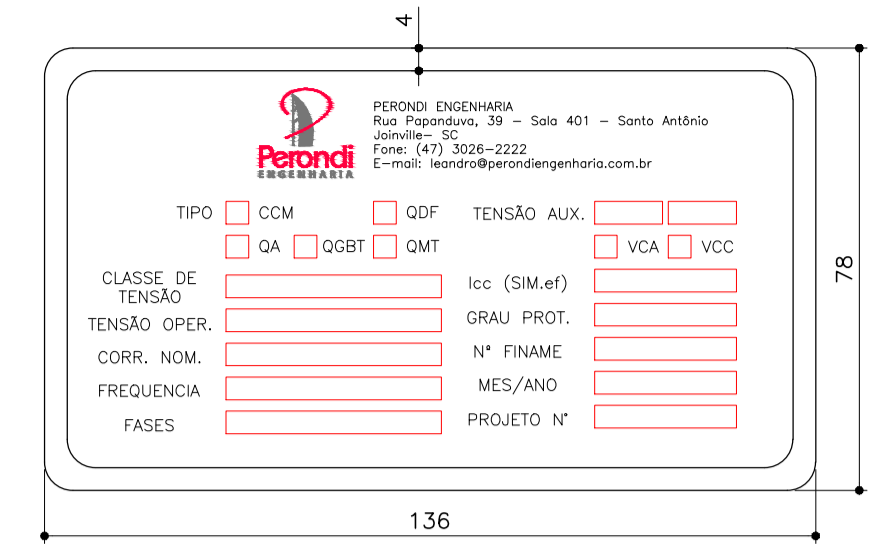 4
PERONDI ENGENHARIA
Rua Papanduva, 39 - Sala 401 - Santo Antônio
Joinville- SC
Fone: (47) 3026-2222
E-mail: leandro@perondiengenharia.com.br
Perondi
ENGENHARIA
TIPO CCM QDF TENSÃO AUX.
QA QGBT QMT VCA VCC
CLASSE DE
TENSÃO
Icc (SIM.ef)
TENSÃO OPER. GRAU PROT.
CORR. NOM. Nª FINAME
FREQUENCIA MES/ANO
FASES PROJETO N°
78
136